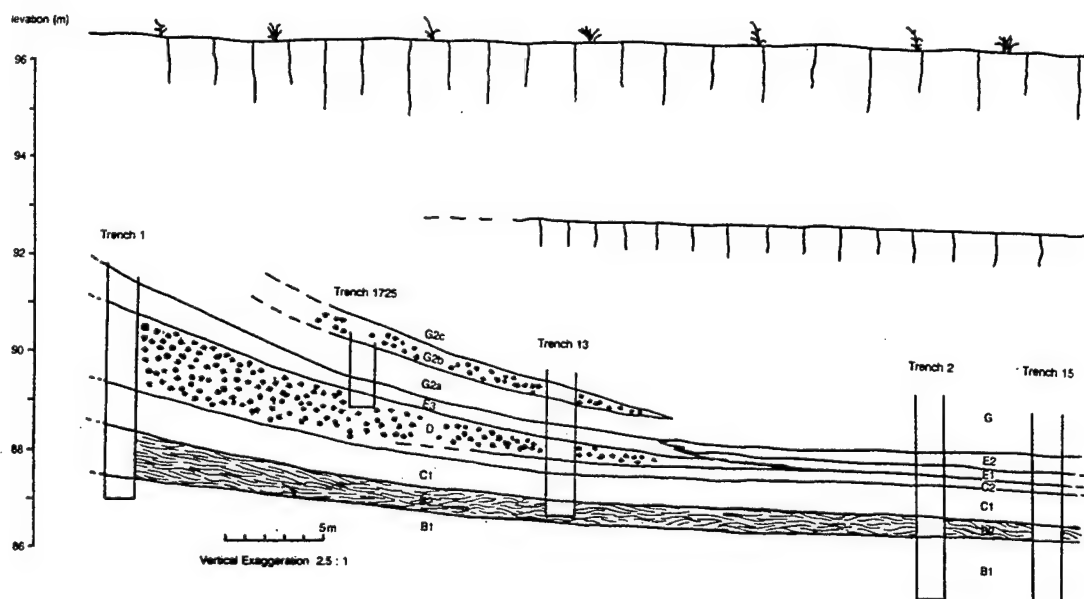 levation (m)
96
94
92
90
88
86
Trench 1
Trench 1725
Trench 13
Trench 2
Trench 15
G2c
G2b
G2a
E3
D
C1
B1
G
E2
E1
C2
C1
B1
5m
Vertical Exaggeration 2.5 : 1